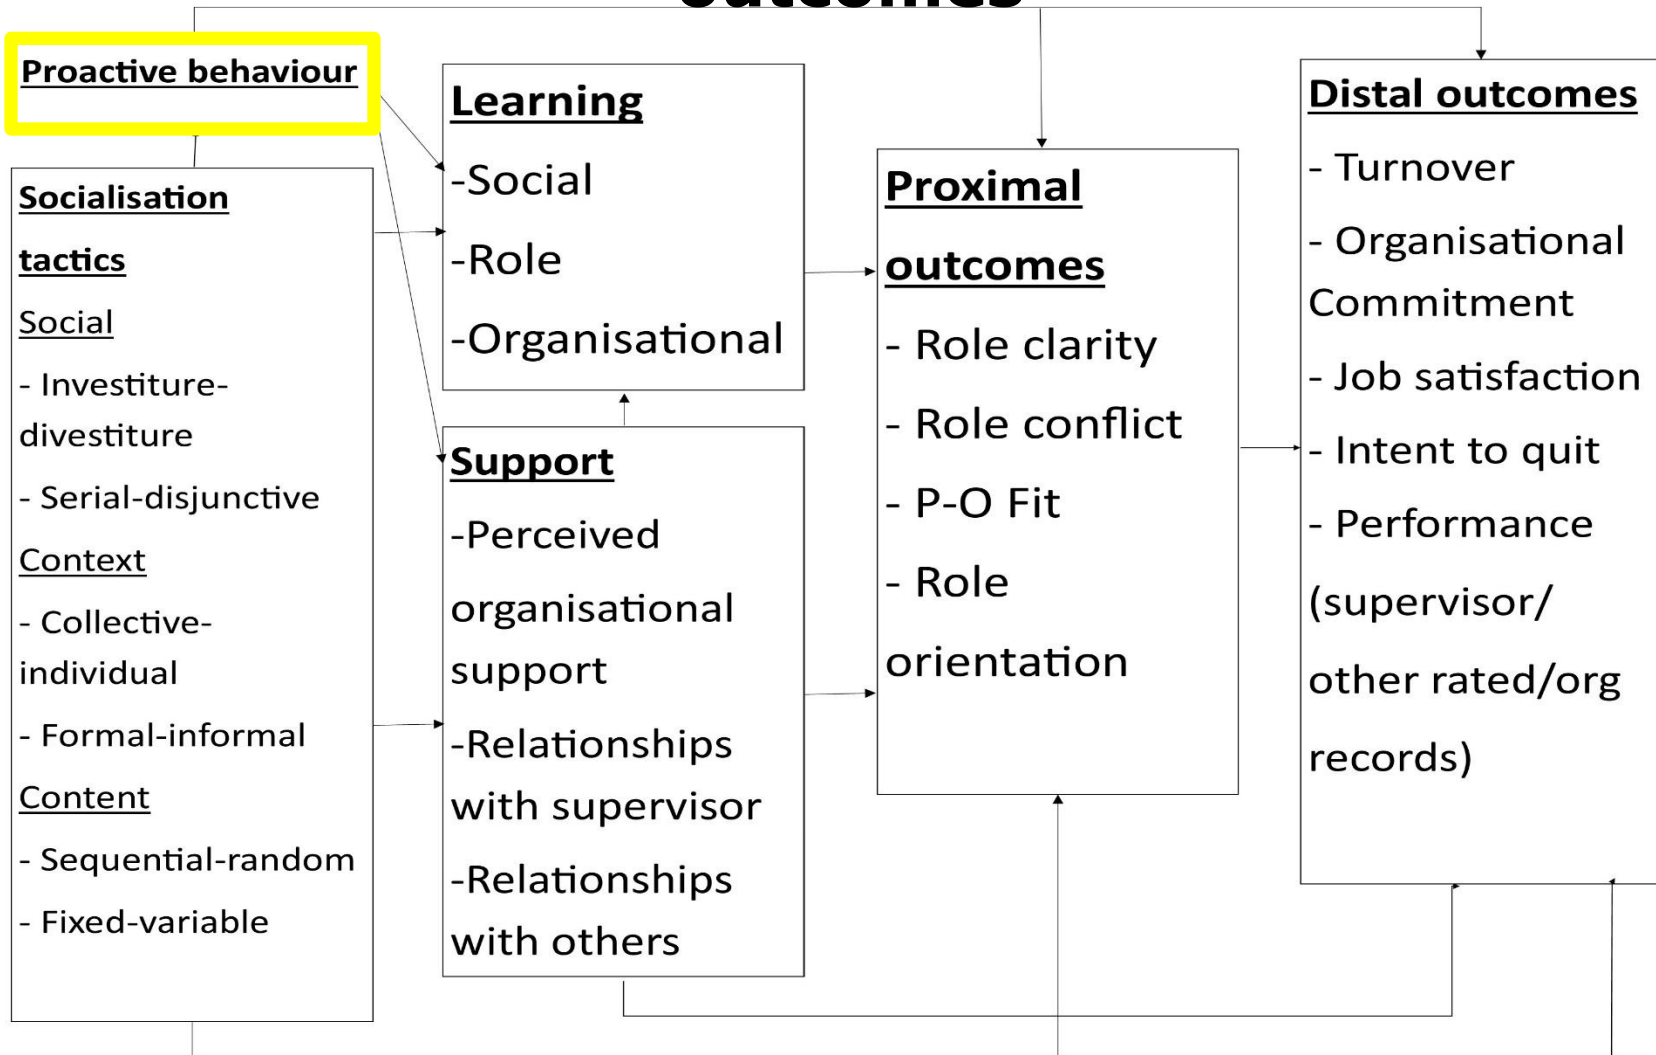 outcomes
Proactive behaviour
Socialisation
tactics
Social
- Investiture-
divestiture
- Serial-disjunctive
Context
- Collective-
individual
- Formal-informal
Content
- Sequential-random
- Fixed-variable
Learning
-Social
-Role
-Organisational
Support
-Perceived
organisational
support
-Relationships
with supervisor
-Relationships
with others
Proximal
outcomes
- Role clarity
- Role conflict
- P-O Fit
- Role
orientation
Distal outcomes
- Turnover
- Organisational
Commitment
- Job satisfaction
- Intent to quit
- Performance
(supervisor/
other rated/org
records)